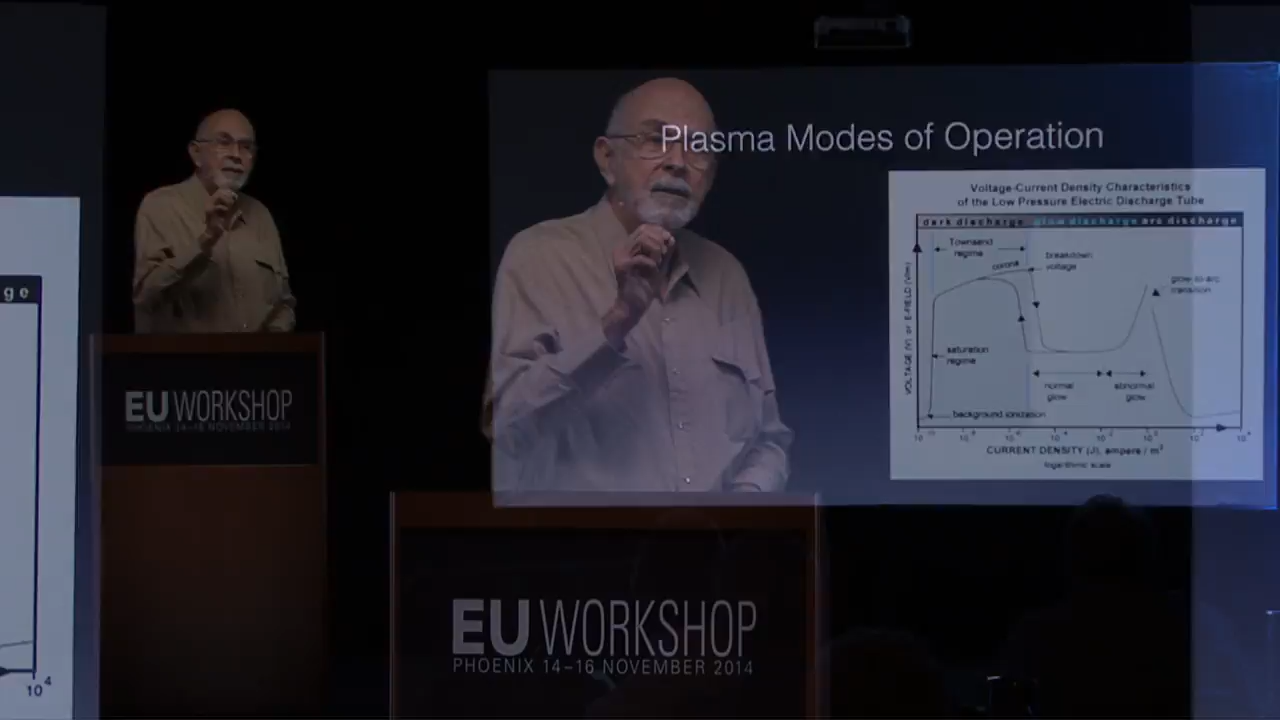 ge
10 4
EU WORKSHOP
PHOENIX 14-16 NOVEMBER 2014
Plasma Modes of Operation
Voltage-Current Density Characteristics
of the Low Pressure Electric Discharge Tube
dark discharge glow discharge arc discharge
Townsend
regime
corona
breakdown
voltage
glow-to-arc
transition
VOLTAGE (V) or E-FIELD (V/m)
saturation
regime
normal
glow
abnormal
glow
background ionization
CURRENT DENSITY (J), ampere / m²
logarithmic scale
EU WORKSHOP
PHOENIX 14–16 NOVEMBER 2014